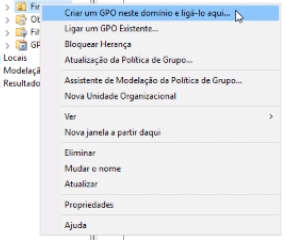 Fin
Ob
Filt
GP
Locais
Modelaçã
Resultado
Criar um GPO neste domínio e ligá-lo aqui...
Ligar um GPO Existente...
Bloquear Herança
Atualização da Política de Grupo...
Assistente de Modelação da Política de Grupo...
Nova Unidade Organizacional
Ver
Nova janela a partir daqui
Eliminar
Mudar o nome
Atualizar
Propriedades
Ajuda